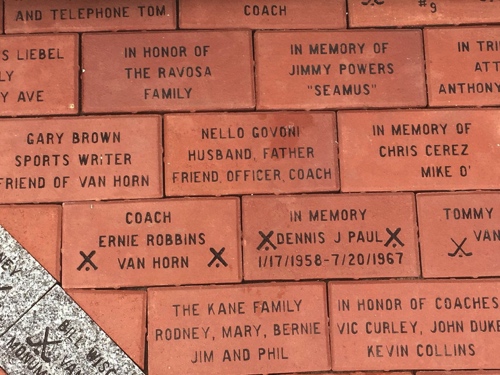 AND TELEPHONE TOM
COACH
#9
S LIEBEL
LY
Y AVE
IN HONOR OF
THE RAVOSA
FAMILY
IN MEMORY OF
JIMMY POWERS
"SEAMUS"
IN TRI
ATT
ANTHONY
GARY BROWN
SPORTS WRiTER
FRIEND OF VAN HORN
NELLO GOVONI
HUSBAND, FATHER
FRIEND, OFFICER, COACH
IN MEMORY OF
CHRIS CEREZ
MIKE O'
COACH
ERNIE ROBBINS
VAN HORN
IN MEMORY
DENNIS J PAUL
1/17/1958-7/20/1967
TOMMY
VAN
NEY
THE KANE FAMILY
RODNEY, MARY, BERNIE
JIM AND PHIL
IN HONOR OF COACHES
VIC CURLEY, JOHN DUKE
KEVIN COLLINS
BILL WISE